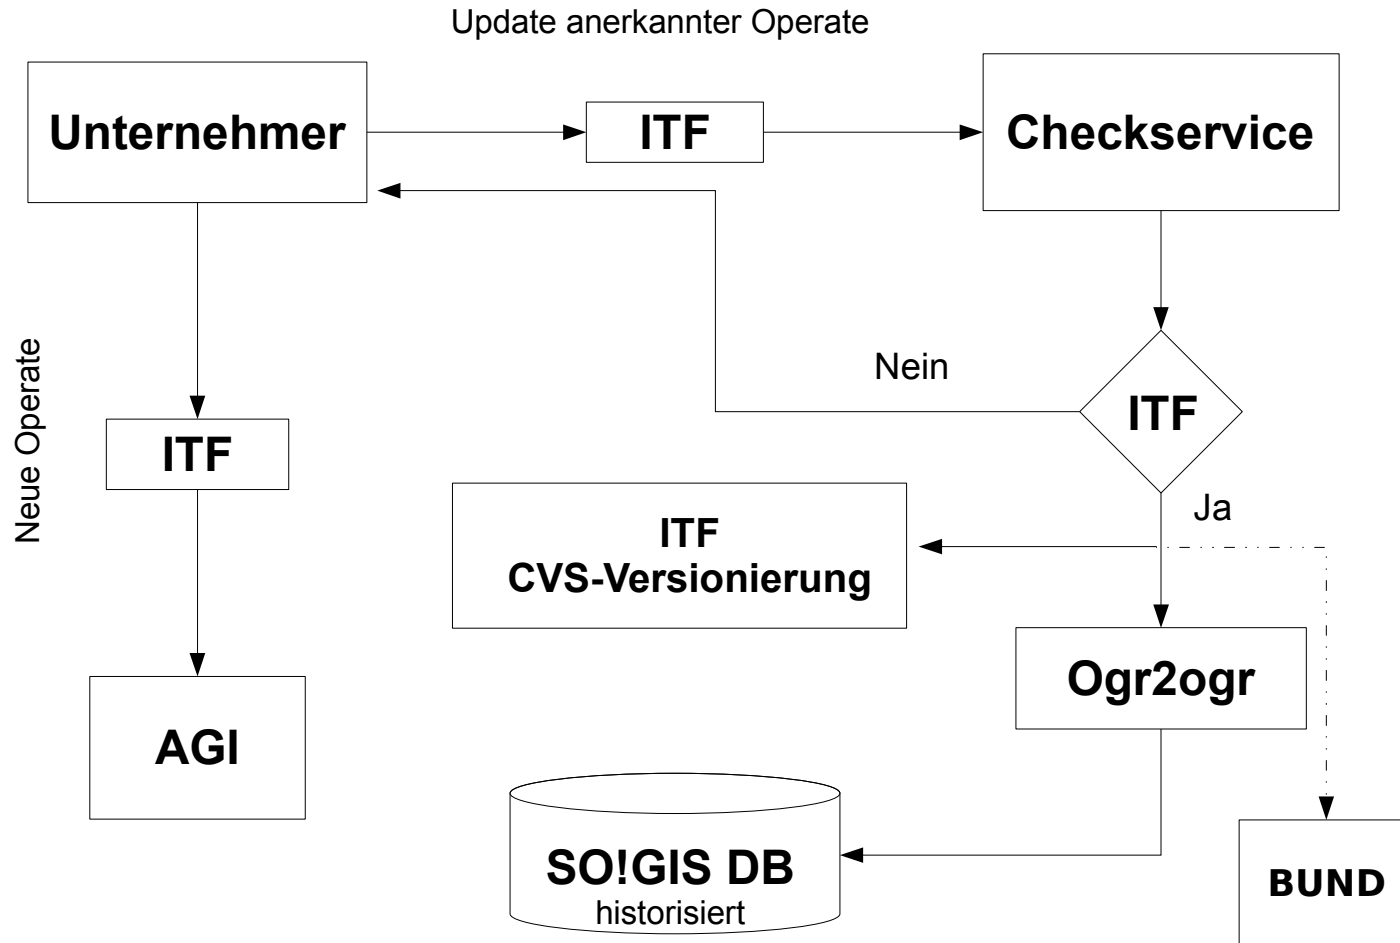 Update anerkannter Operate
Unternehmer
ITF
Checkservice
Nein
ITF
Neue Operate
ITF
Ja
ITF
CVS-Versionierung
Ogr2ogr
AGI
SO!GIS DB
historisiert
BUND